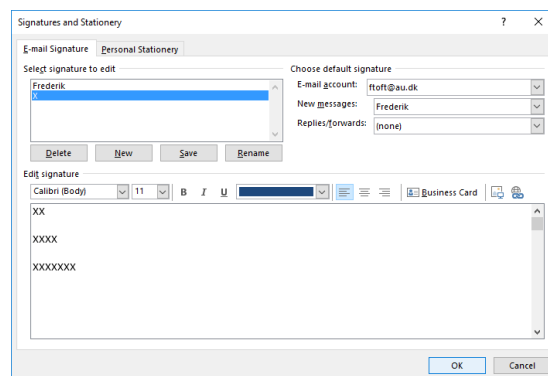 Signatures and Stationery
?
X
E-mail Signature
Personal Stationery
Select signature to edit
Frederik
X
Delete
New
Save
Rename
Choose default signature
E-mail account:
ftoft@au.dk
New messages:
Frederik
Replies/forwards:
(none)
Edit signature
Calibri (Body)
11
B
I
U
Business Card
XX
XXXX
XXXXXXX
OK
Cancel